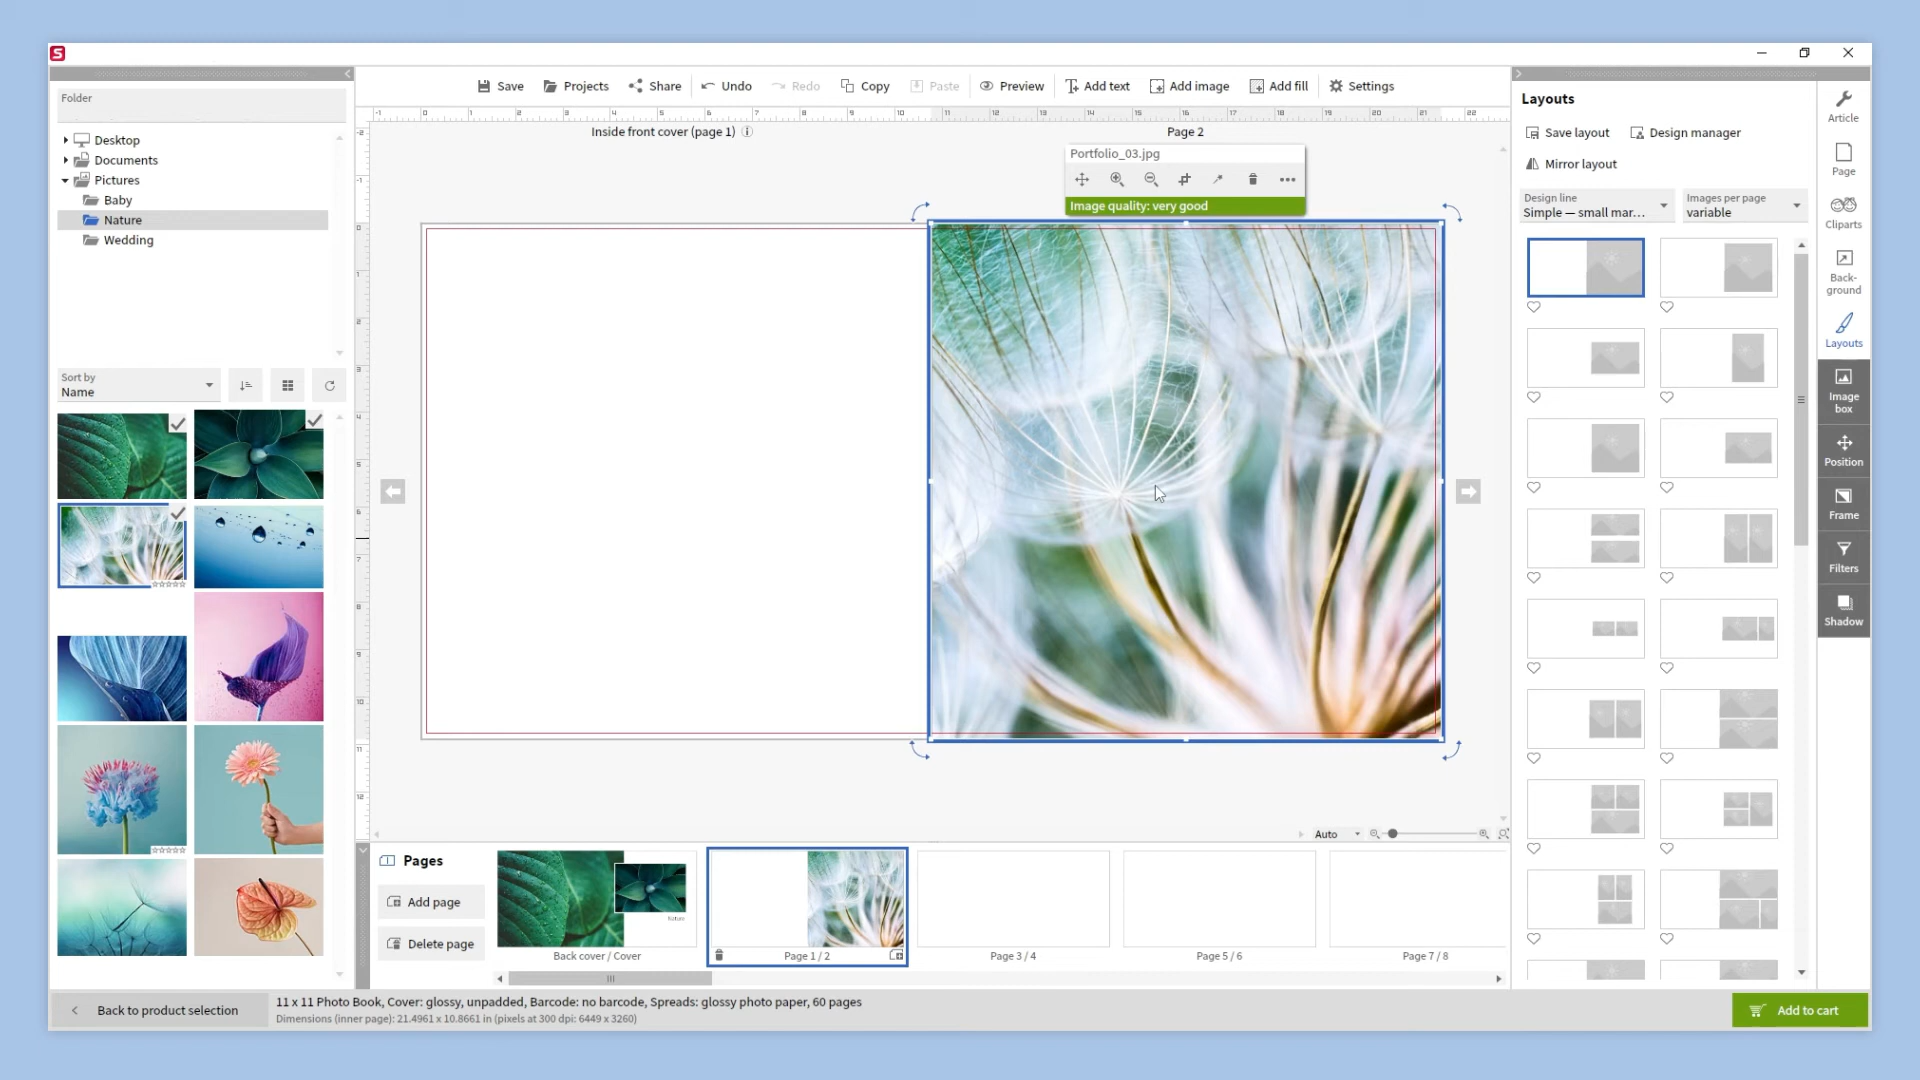 S
Folder
Desktop
Documents
Pictures
Baby
Nature
Wedding
Sort by
Name
Save
Projects
Share
Undo
Redo
Copy
Paste
Preview
Add text
Add image
Add fill
Settings
Inside front cover (page 1)
Page 2
Portfolio_03.jpg
Image quality: very good
Auto
Layouts
Save layout
Design manager
Mirror layout
Design line
Simple — small mar...
Images per page
variable
Article
Page
Cliparts
Back-
ground
Layouts
Image
box
Position
Frame
Filters
Shadow
Pages
Add page
Delete page
Nature
Back cover / Cover
Page 1 / 2
Page 3 / 4
Page 5 / 6
Page 7 / 8
Back to product selection
11 x 11 Photo Book, Cover: glossy, unpadded, Barcode: no barcode, Spreads: glossy photo paper, 60 pages
Dimensions (inner page): 21.4961 x 10.8661 in (pixels at 300 dpi: 6449 x 3260)
Add to cart